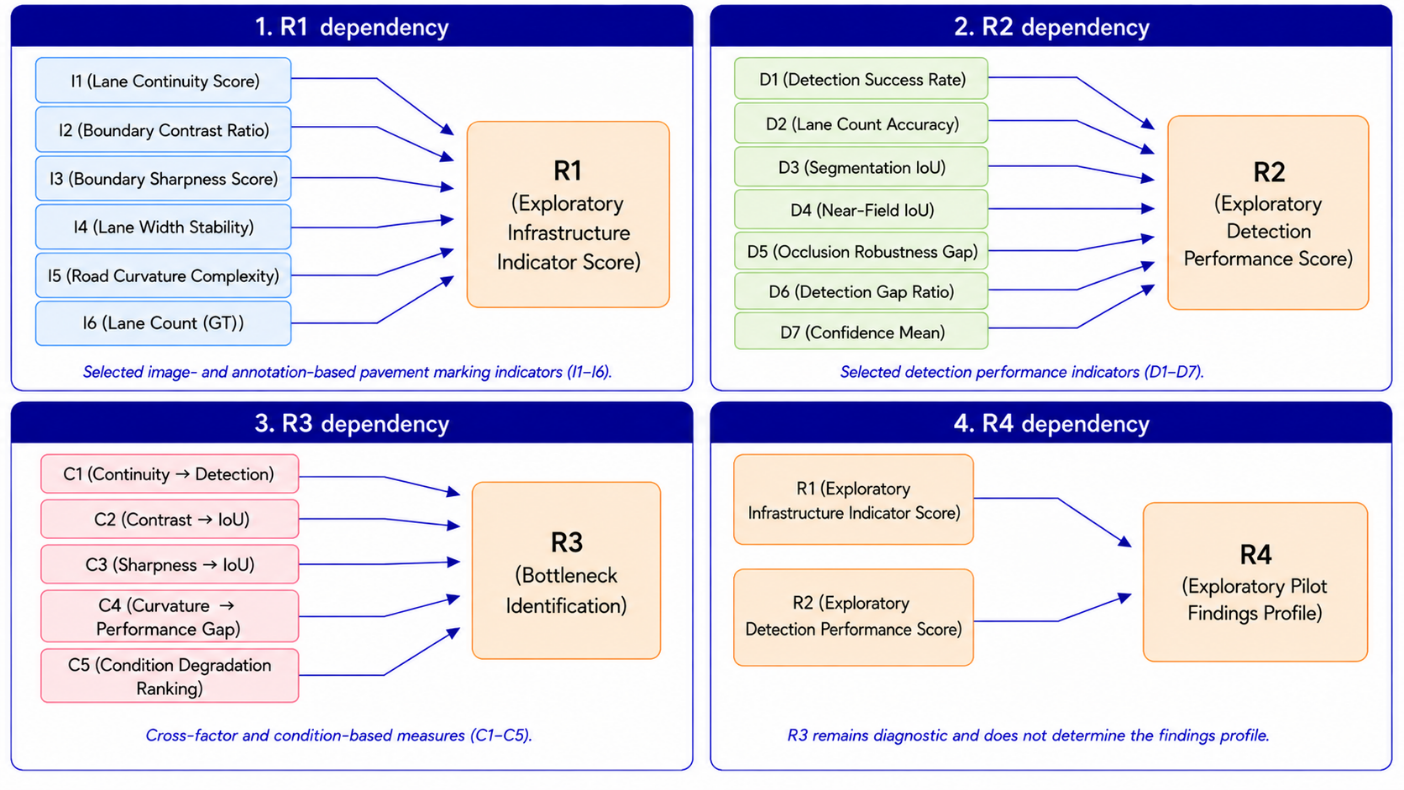 1. R1 dependency
I1 (Lane Continuity Score)
I2 (Boundary Contrast Ratio)
I3 (Boundary Sharpness Score)
I4 (Lane Width Stability)
I5 (Road Curvature Complexity)
I6 (Lane Count (GT))
R1
(Exploratory
Infrastructure
Indicator Score)
Selected image- and annotation-based pavement marking indicators (I1–I6).
2. R2 dependency
D1 (Detection Success Rate)
D2 (Lane Count Accuracy)
D3 (Segmentation IoU)
D4 (Near-Field IoU)
D5 (Occlusion Robustness Gap)
D6 (Detection Gap Ratio)
D7 (Confidence Mean)
R2
(Exploratory
Detection
Performance Score)
Selected detection performance indicators (D1–D7).
3. R3 dependency
C1 (Continuity → Detection)
C2 (Contrast → IoU)
C3 (Sharpness → IoU)
C4 (Curvature →
Performance Gap)
C5 (Condition Degradation
Ranking)
R3
(Bottleneck
Identification)
Cross-factor and condition-based measures (C1–C5).
4. R4 dependency
R1 (Exploratory
Infrastructure Indicator Score)
R2 (Exploratory
Detection Performance Score)
R4
(Exploratory Pilot
Findings Profile)
R3 remains diagnostic and does not determine the findings profile.